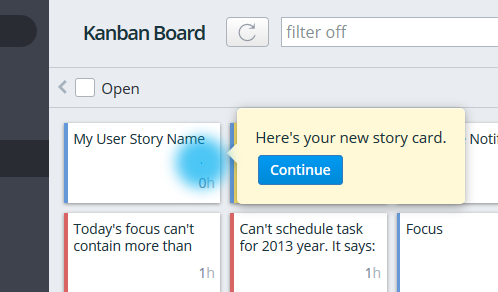 Kanban Board
filter off
Open
My User Story Name
0h
Here's your new story card.
Continue
Notif
Today's focus can't
contain more than
1h
Can't schedule task
for 2013 year. It says:
1h
Focus